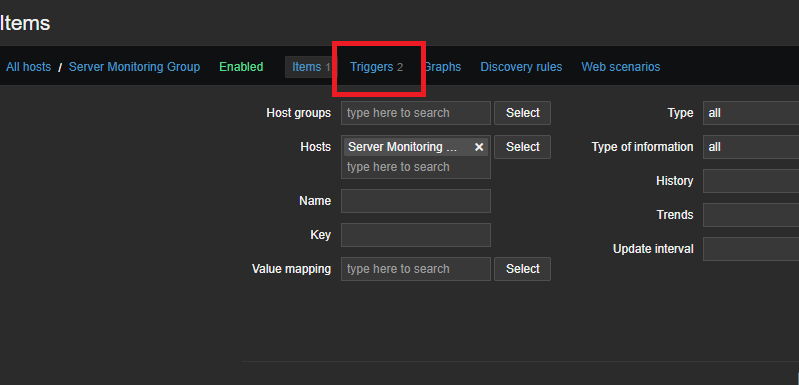 Items
All hosts / Server Monitoring Group Enabled Items 1 Triggers 2 Graphs Discovery rules Web scenarios
Host groups type here to search Select Type all
Hosts Server Monitoring ... × Select Type of information all
type here to search
History
Name
Trends
Key
Update interval
Value mapping type here to search Select